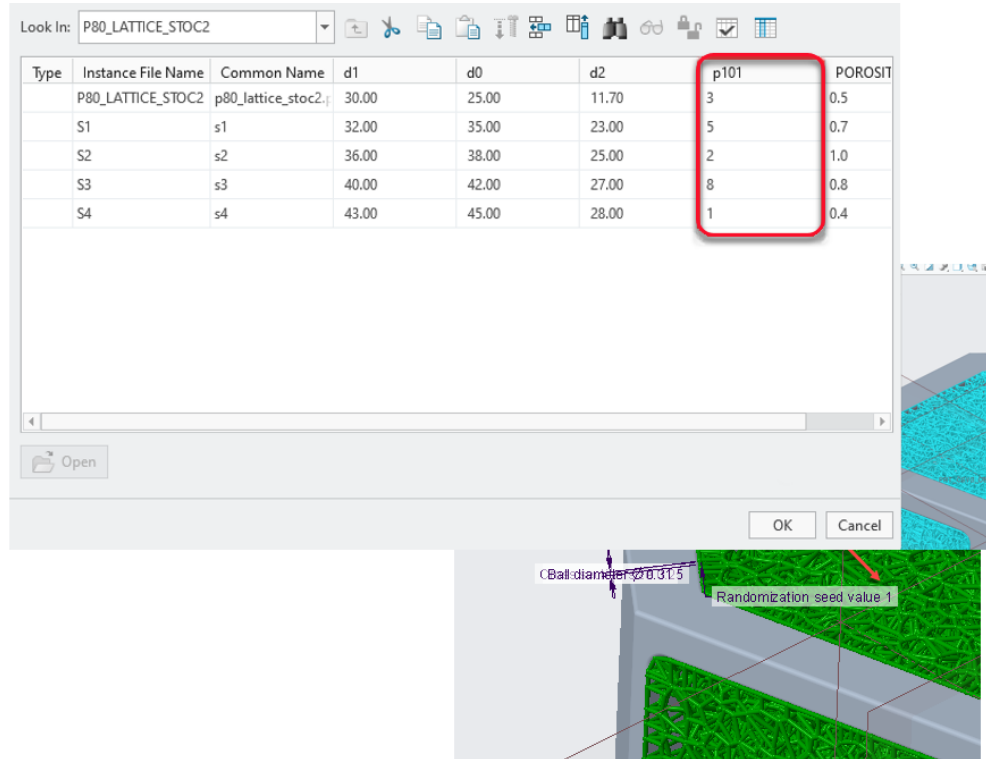 Look In: P80_LATTICE_STOC2
Type Instance File Name Common Name d1 d0 d2 p101 POROSIT
P80_LATTICE_STOC2 p80_lattice_stoc2. 30.00 25.00 11.70 3 0.5
S1 s1 32.00 35.00 23.00 5 0.7
S2 s2 36.00 38.00 25.00 2 1.0
S3 s3 40.00 42.00 27.00 8 0.8
S4 s4 43.00 45.00 28.00 1 0.4
Open
OK Cancel
Randomization seed value 1